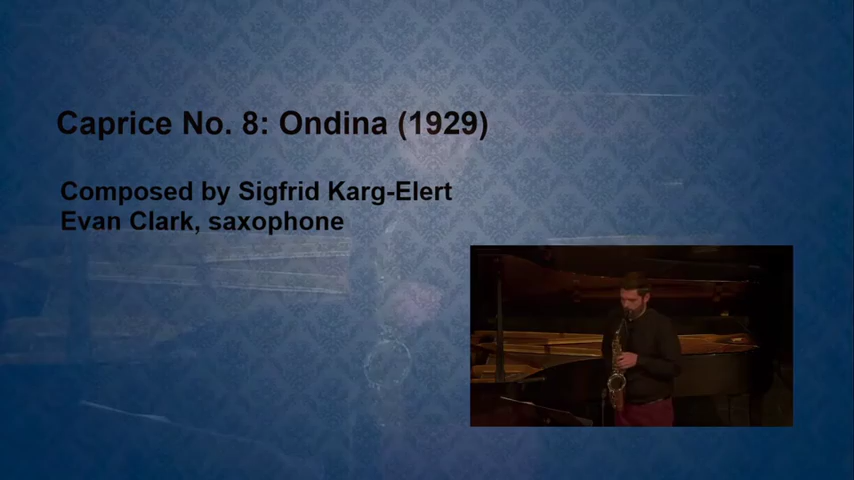 Caprice No. 8: Ondina (1929)
Composed by Sigfrid Karg-Elert
Evan Clark, saxophone